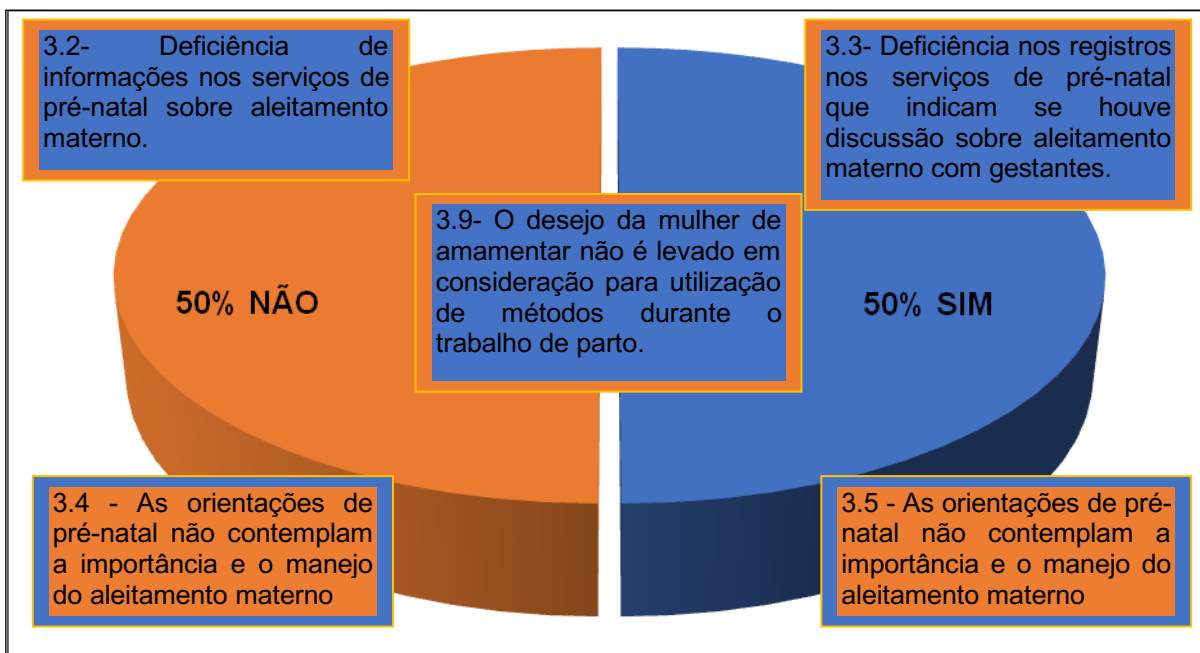 3.2- Deficiência de
informações nos serviços de
pré-natal sobre aleitamento
materno.
3.3- Deficiência nos registros
nos serviços de pré-natal
que indicam se houve
discussão sobre aleitamento
materno com gestantes.
3.9- O desejo da mulher de
amamentar não é levado em
consideração para utilização
de métodos durante o
trabalho de parto.
50% NÃO
50% SIM
3.4 - As orientações de
pré-natal não contemplam
a importância e o manejo
do aleitamento materno
3.5 - As orientações de pré-
natal não contemplam a
importância e o manejo do
aleitamento materno